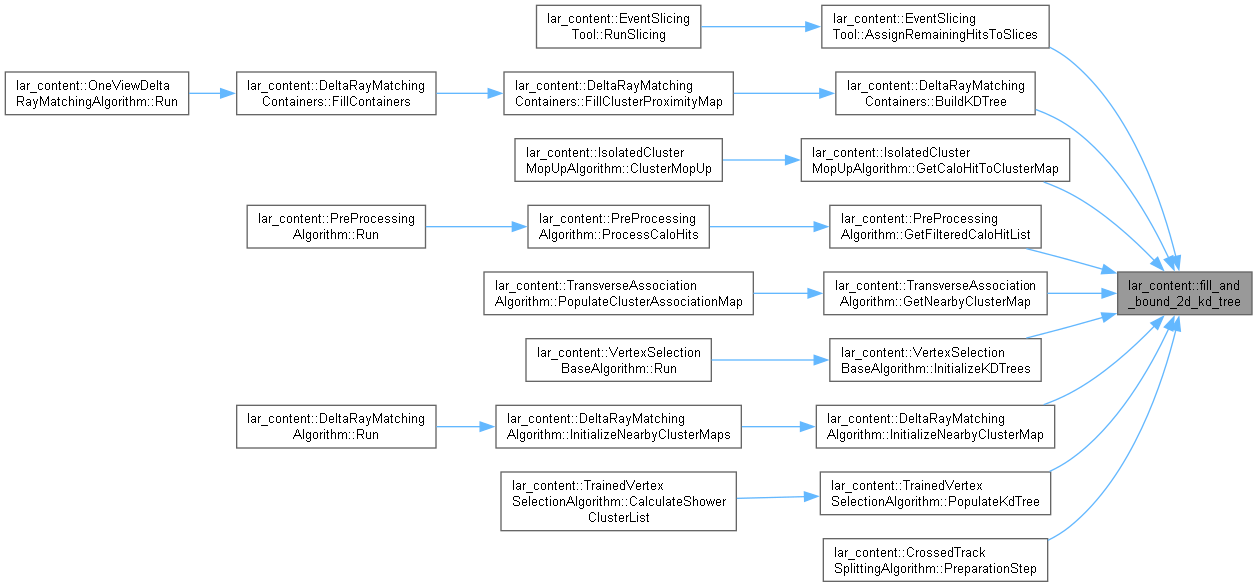 lar_content::EventSlicing
Tool::RunSlicing
lar_content::EventSlicing
Tool::AssignRemainingHitsToSlices
lar_content::OneViewDelta
RayMatchingAlgorithm::Run
lar_content::DeltaRayMatching
Containers::FillContainers
lar_content::DeltaRayMatching
Containers::FillClusterProximityMap
lar_content::DeltaRayMatching
Containers::BuildKDTree
lar_content::IsolatedCluster
MopUpAlgorithm::ClusterMopUp
lar_content::IsolatedCluster
MopUpAlgorithm::GetCaloHitToClusterMap
lar_content::PreProcessing
Algorithm::Run
lar_content::PreProcessing
Algorithm::ProcessCaloHits
lar_content::PreProcessing
Algorithm::GetFilteredCaloHitList
lar_content::TransverseAssociation
Algorithm::PopulateClusterAssociationMap
lar_content::TransverseAssociation
Algorithm::GetNearbyClusterMap
lar_content::fill_and
_bound_2d_kd_tree
lar_content::VertexSelection
BaseAlgorithm::Run
lar_content::VertexSelection
BaseAlgorithm::InitializeKDTrees
lar_content::DeltaRayMatching
Algorithm::Run
lar_content::DeltaRayMatching
Algorithm::InitializeNearbyClusterMaps
lar_content::DeltaRayMatching
Algorithm::InitializeNearbyClusterMap
lar_content::TrainedVertex
SelectionAlgorithm::CalculateShower
ClusterList
lar_content::TrainedVertex
SelectionAlgorithm::PopulateKdTree
lar_content::CrossedTrack
SplittingAlgorithm::PreparationStep